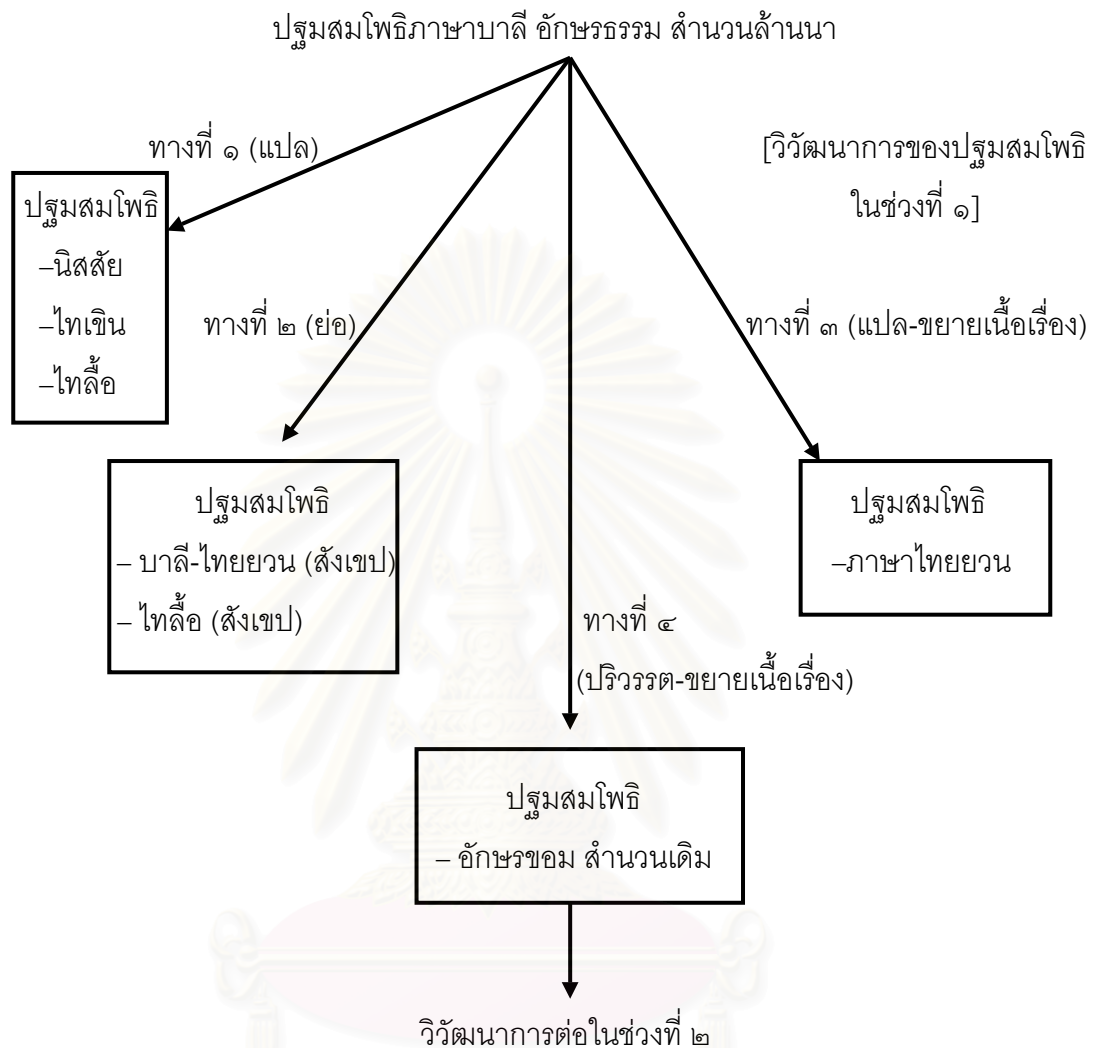 ปฐมสมโพธิภาษาบาลี อักษรธรรม สำนวนล้านนา
ทางที่ ๑ (แปล)
[วิวัฒนาการของปฐมสมโพธิ
ในช่วงที่ ๑]
ปฐมสมโพธิ
–นิสสัย
–ไทเขิน
–ไทลื้อ
ทางที่ ๒ (ย่อ)
ทางที่ ๓ (แปล-ขยายเนื้อเรื่อง)
ปฐมสมโพธิ
– บาลี-ไทยยวน (สังเขป)
– ไทลื้อ (สังเขป)
ปฐมสมโพธิ
–ภาษาไทยยวน
ทางที่ ๔
(ปริวรรต-ขยายเนื้อเรื่อง)
ปฐมสมโพธิ
– อักษรขอม สำนวนเดิม
วิวัฒนาการต่อในช่วงที่ ๒